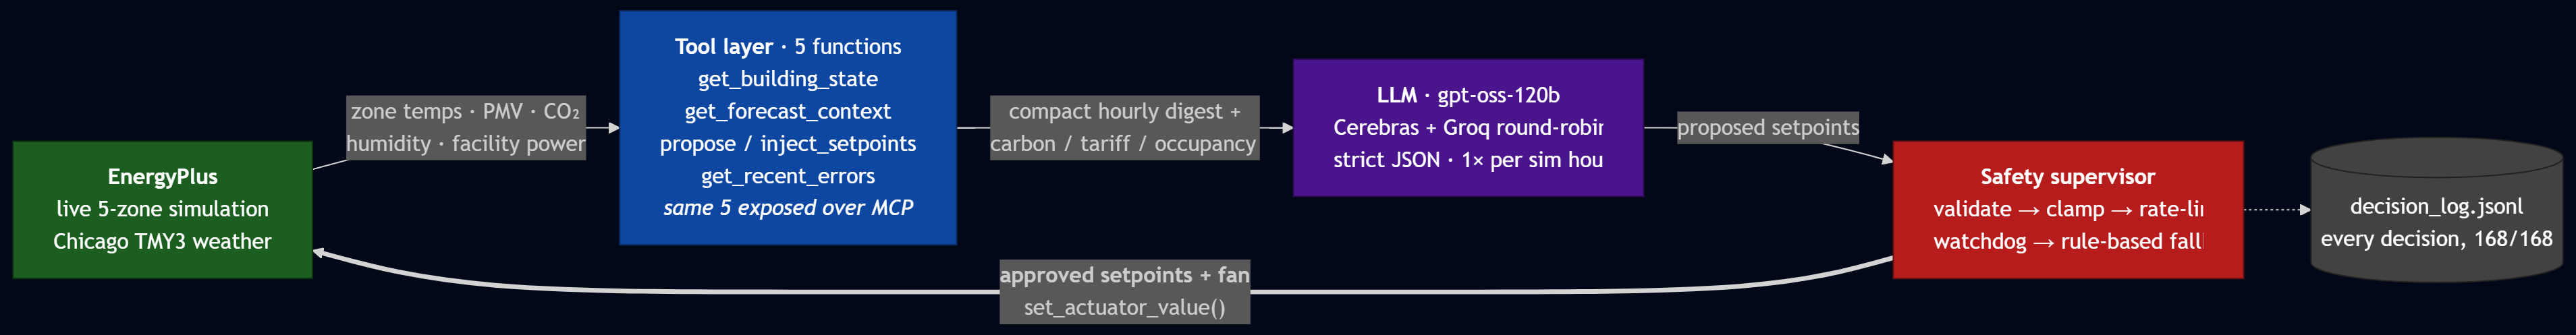 EnergyPlus
live 5-zone simulation
Chicago TMY3 weather
zone temps · PMV · CO₂
humidity · facility power
Tool layer · 5 functions
get_building_state
get_forecast_context
propose / inject_setpoints
get_recent_errors
same 5 exposed over MCP
compact hourly digest +
carbon / tariff / occupancy
LLM · gpt-oss-120b
Cerebras + Groq round-robin
strict JSON · 1× per sim hou
proposed setpoints
Safety supervisor
validate → clamp → rate-li
watchdog → rule-based fall
decision_log.jsonl
every decision, 168/168
approved setpoints + fan
set_actuator_value()